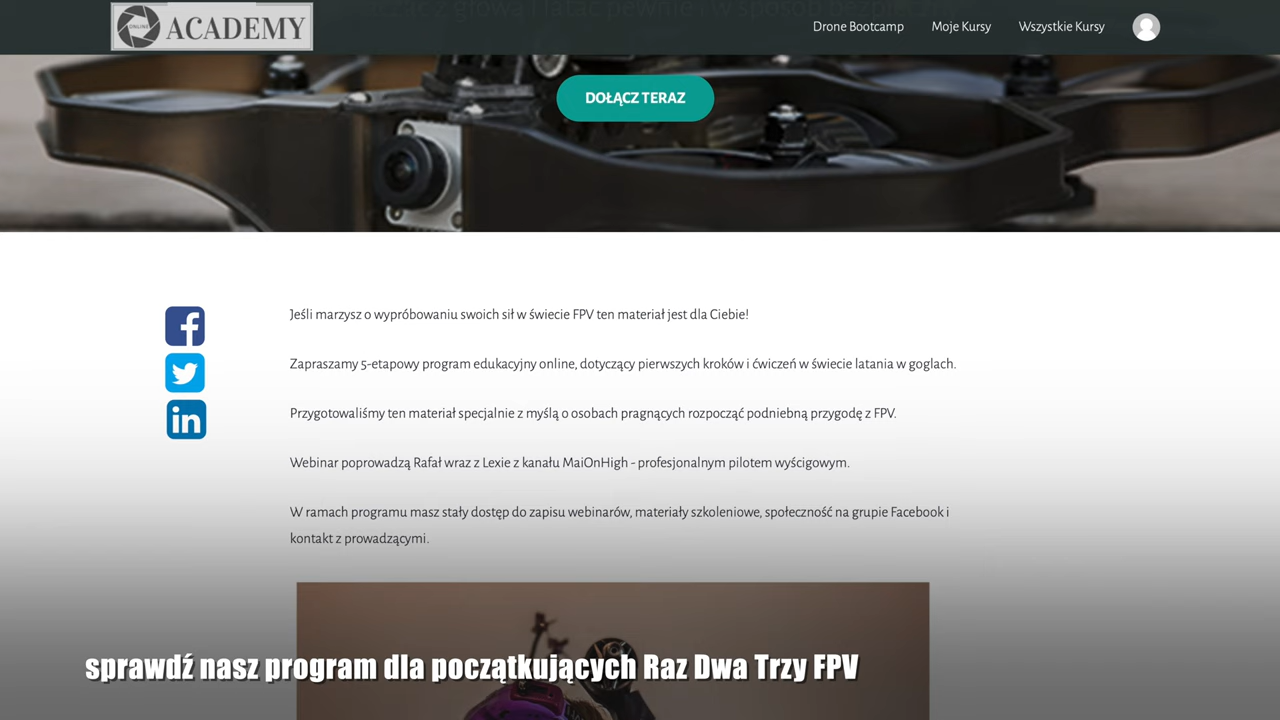 ONLINE
ACADEMY
Drone Bootcamp
Moje Kursy
Wszystkie Kursy
DOŁĄCZ TERAZ
Jeśli marzysz o wypróbowaniu swoich sił w świecie FPV ten materiał jest dla Ciebie!
Zapraszamy 5-etapowy program edukacyjny online, dotyczący pierwszych kroków i ćwiczeń w świecie latania w goglach.
Przygotowaliśmy ten materiał specjalnie z myślą o osobach pragnących rozpocząć podniebną przygodę z FPV.
Webinar poprowadzą Rafał wraz z Lexie z kanału MaiOnHigh - profesjonalnym pilotem wyścigowym.
W ramach programu masz stały dostęp do zapisu webinarów, materiały szkoleniowe, społeczność na grupie Facebook i
kontakt z prowadzącymi.
sprawdź nasz program dla początkujących Raz Dwa Trzy FPV